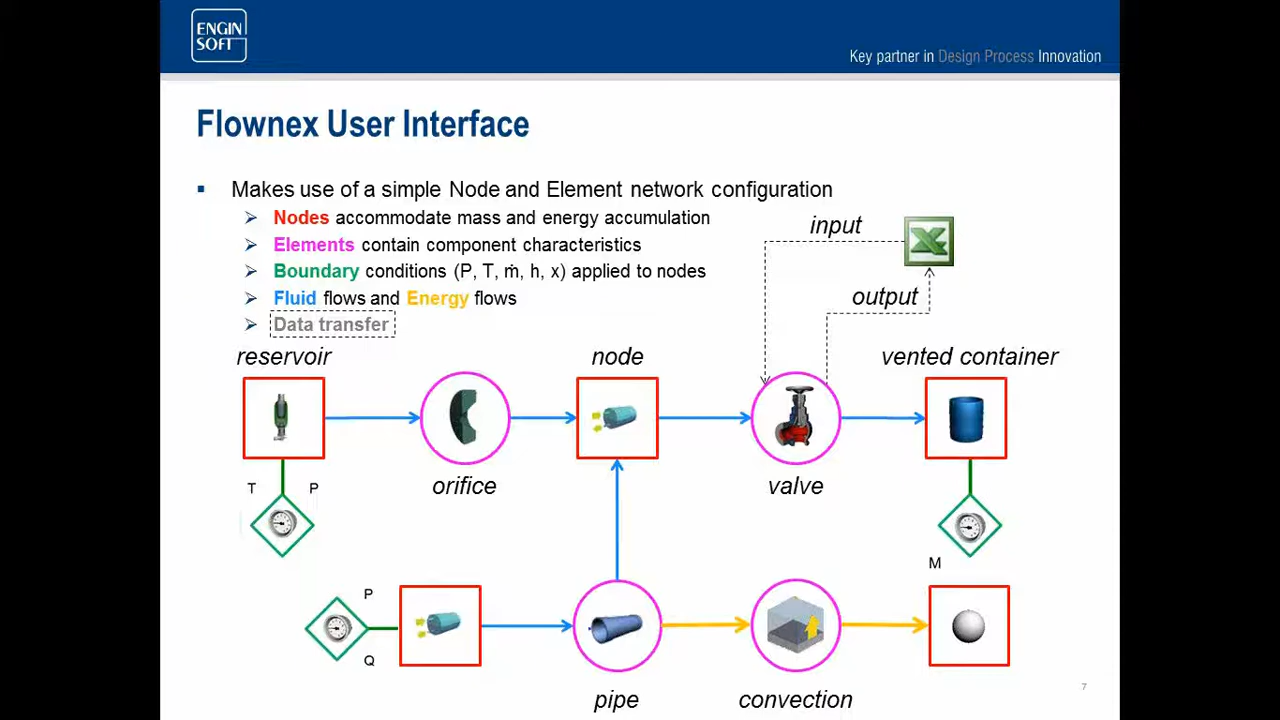 ENGIN
SOFT
Key partner in Design Process Innovation
Flownex User Interface
Makes use of a simple Node and Element network configuration
Nodes accommodate mass and energy accumulation
Elements contain component characteristics
Boundary conditions (P, T, ṁ, h, x) applied to nodes
Fluid flows and Energy flows
Data transfer
input
output
reservoir
node
vented container
orifice
valve
T P
M
P
Q
pipe
convection
7